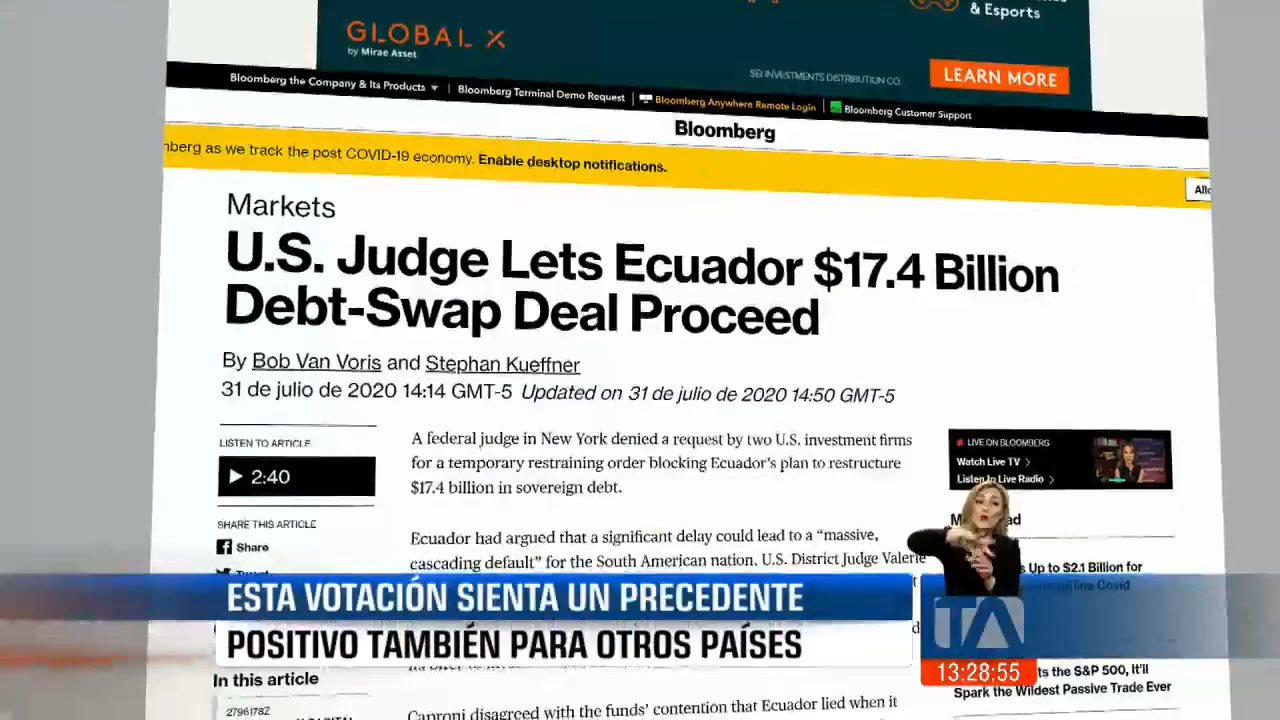 & Esports
GLOBAL X
by Mirae Asset
SEI INVESTMENTS DISTRIBUTION CO.
LEARN MORE
Bloomberg the Company & Its Products
Bloomberg Terminal Demo Request
Bloomberg Anywhere Remote Login
Bloomberg Customer Support
Bloomberg
berg as we track the post COVID-19 economy. Enable desktop notifications.
Markets
U.S. Judge Lets Ecuador $17.4 Billion
Debt-Swap Deal Proceed
By Bob Van Voris and Stephan Kueffner
31 de julio de 2020 14:14 GMT-5 Updated on 31 de julio de 2020 14:50 GMT-5
LISTEN TO ARTICLE
2:40
SHARE THIS ARTICLE
Share
A federal judge in New York denied a request by two U.S. investment firms
for a temporary restraining order blocking Ecuador's plan to restructure
$17.4 billion in sovereign debt.
Ecuador had argued that a significant delay could lead to a “massive,
cascading default” for the South American nation, U.S. District Judge Valerie
LIVE ON BLOOMBERG
Watch Live TV
Listen to Live Radio
Up to $2.1 Billion for
ESTA VOTACIÓN SIENTA UN PRECEDENTE
POSITIVO TAMBIÉN PARA OTROS PAÍSES
TA
13:28:55
the S&P 500, It'll
Spark the Wildest Passive Trade Ever
In this article
2796178Z
Caproni disagreed with the funds' contention that Ecuador lied when it